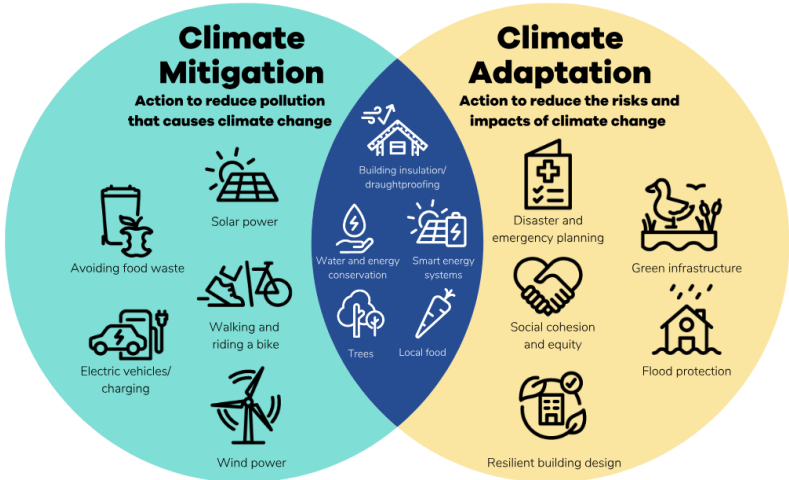 Climate
Mitigation
Action to reduce pollution
that causes climate change
Solar power
Avoiding food waste
Walking and
riding a bike
Electric vehicles/
charging
Wind power
Building insulation/
draughtproofing
Water and energy
conservation
Smart energy
systems
Trees
Local food
Climate
Adaptation
Action to reduce the risks and
impacts of climate change
Disaster and
emergency planning
Green infrastructure
Social cohesion
and equity
Flood protection
Resilient building design